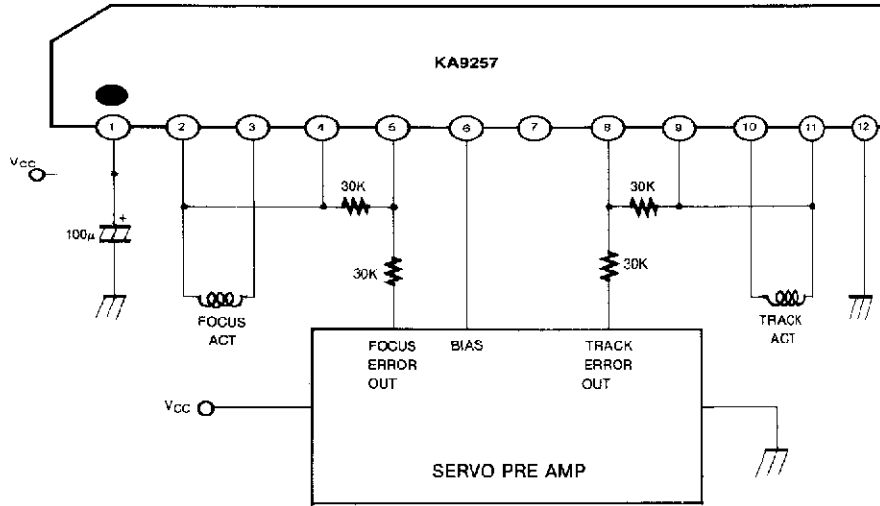 KA9257
1 2 3 4 5 6 7 8 9 10 11 12
VCC
30K 30K
+
100μ
30K 30K
FOCUS
ACT
TRACK
ACT
FOCUS
ERROR
OUT
BIAS
TRACK
ERROR
OUT
VCC
SERVO PRE AMP